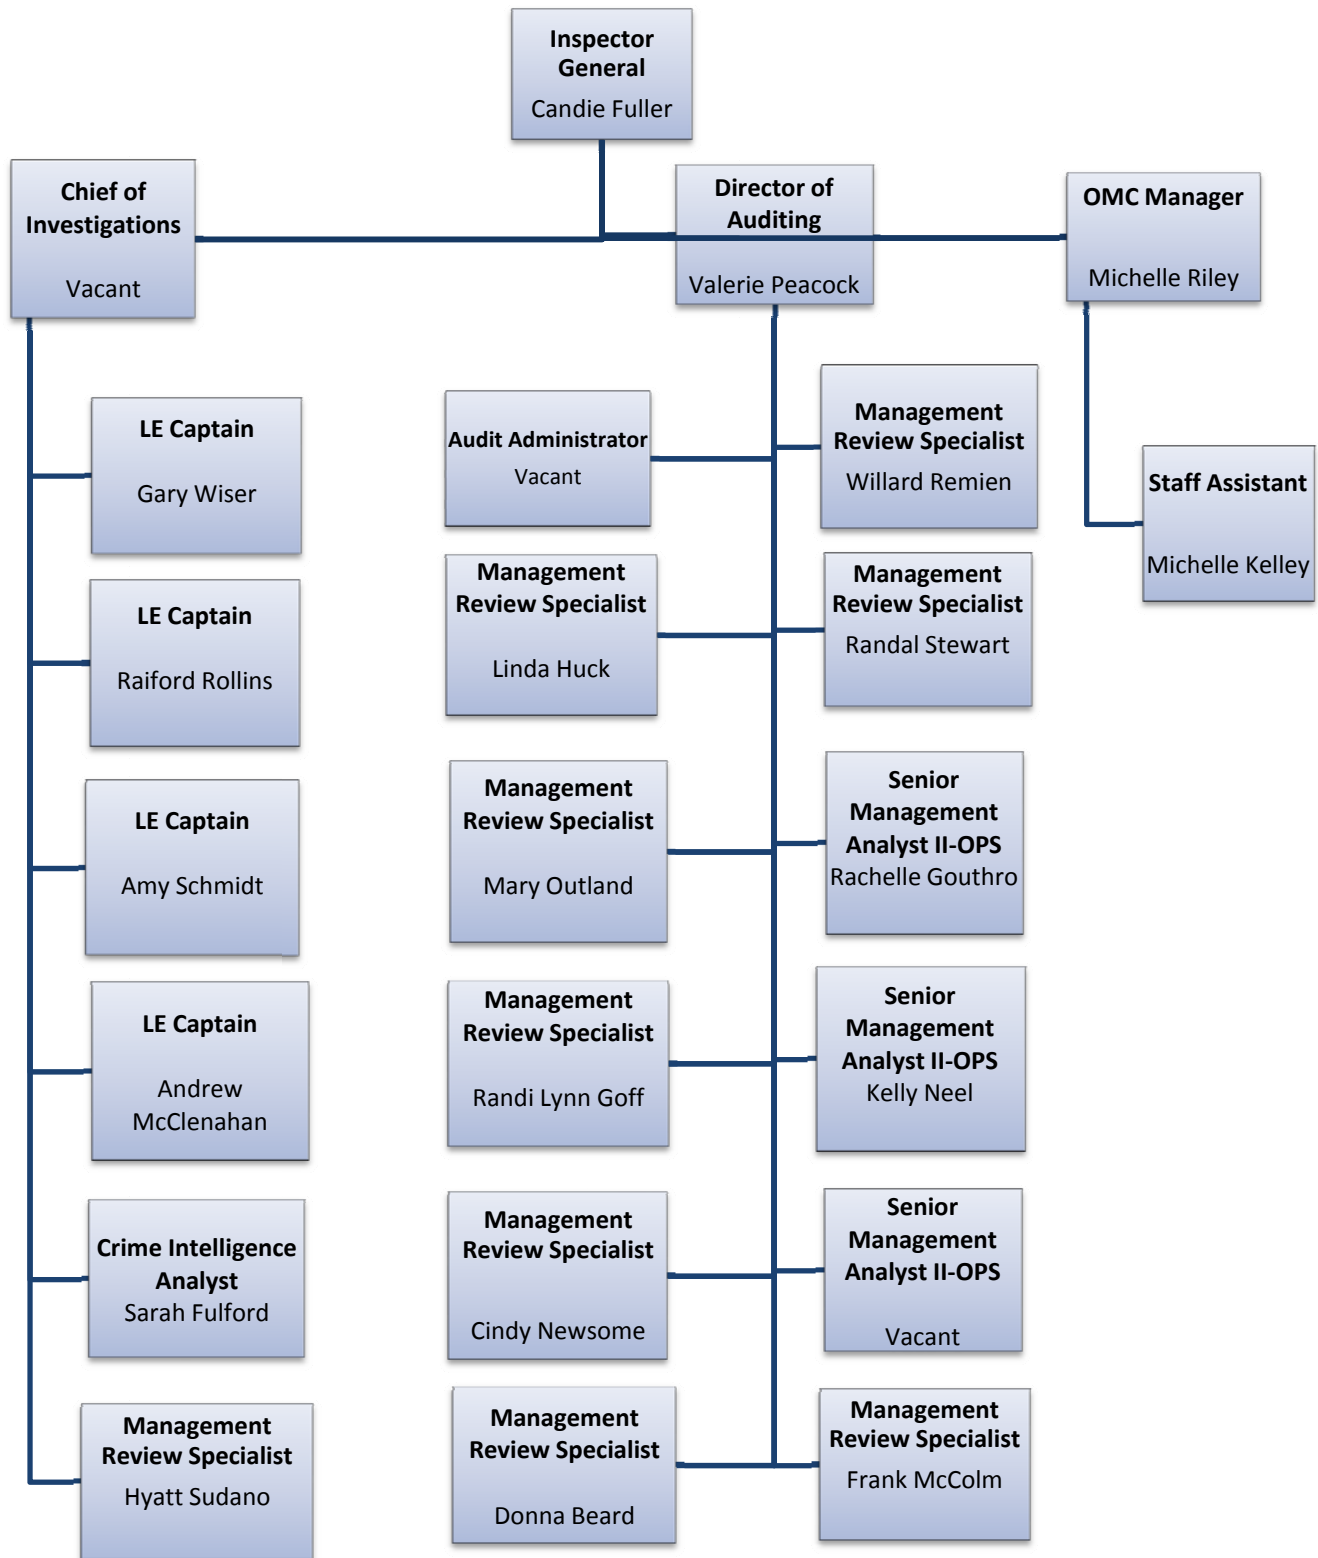 Inspector
General
Candie Fuller
Chief of
Investigations
Vacant
Director of
Auditing
Valerie Peacock
OMC Manager
Michelle Riley
LE Captain
Gary Wiser
LE Captain
Raiford Rollins
LE Captain
Amy Schmidt
LE Captain
Andrew
McClenahan
Crime Intelligence
Analyst
Sarah Fulford
Management
Review Specialist
Hyatt Sudano
Audit Administrator
Vacant
Management
Review Specialist
Linda Huck
Management
Review Specialist
Mary Outland
Management
Review Specialist
Randi Lynn Goff
Management
Review Specialist
Cindy Newsome
Management
Review Specialist
Donna Beard
Management
Review Specialist
Willard Remien
Management
Review Specialist
Randal Stewart
Senior
Management
Analyst II-OPS
Rachelle Gouthro
Senior
Management
Analyst II-OPS
Kelly Neel
Senior
Management
Analyst II-OPS
Vacant
Management
Review Specialist
Frank McColm
Staff Assistant
Michelle Kelley